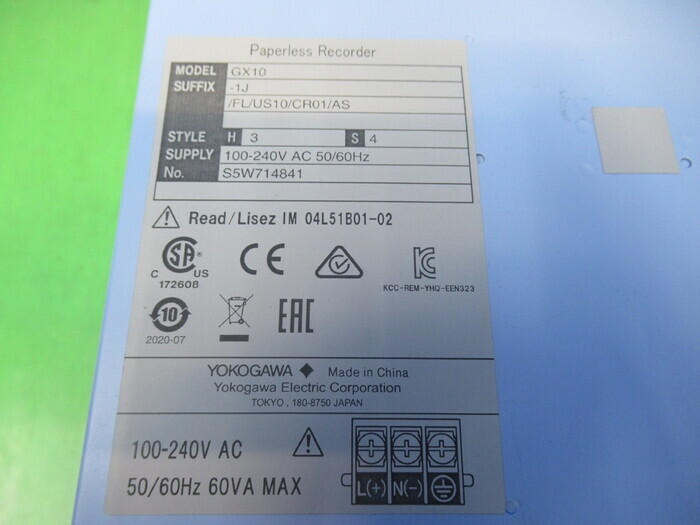 Paperless Recorder
MODEL GX10
SUFFIX -1J
/FL/US10/CR01/AS
STYLE H 3 S 4
SUPPLY 100-240V AC 50/60Hz
No. S5W714841
Read/Lisez IM 04L51B01-02
SA
C US
172608
CE
KC
KCC-REM-YHQ-EEN323
10
2020-07
EAC
YOKOGAWA Made in China
Yokogawa Electric Corporation
TOKYO, 180-8750 JAPAN
100-240V AC
50/60Hz 60VA MAX
L(+) N(-)